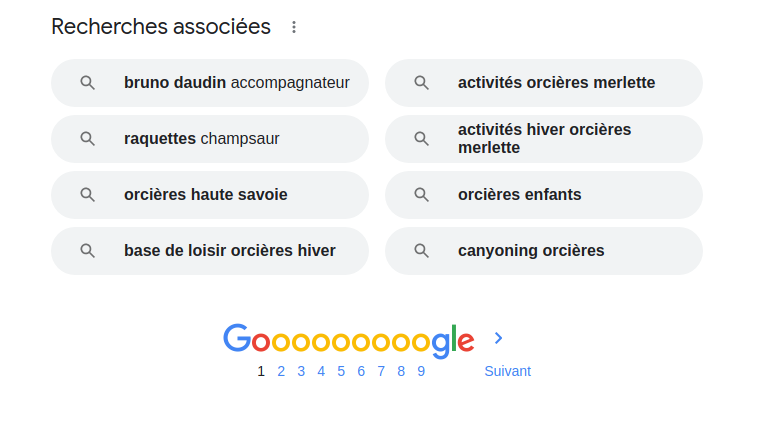 Recherches associées
bruno daudin accompagnateur
activités orcières merlette
raquettes champsaur
activités hiver orcières
merlette
orcières haute savoie
orcières enfants
base de loisir orcières hiver
canyoning orcières
Goooooooooogle
1 2 3 4 5 6 7 8 9 Suivant